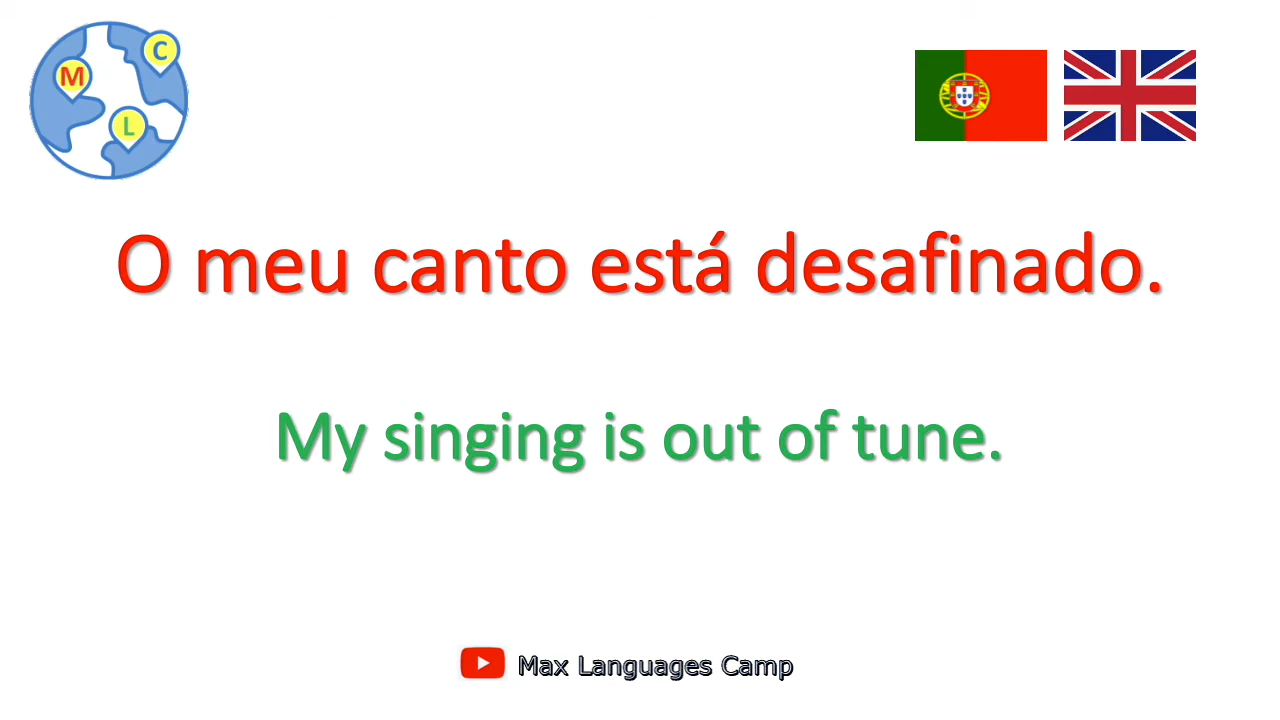 M
C
L
O meu canto está desafinado.
My singing is out of tune.
Max Languages Camp